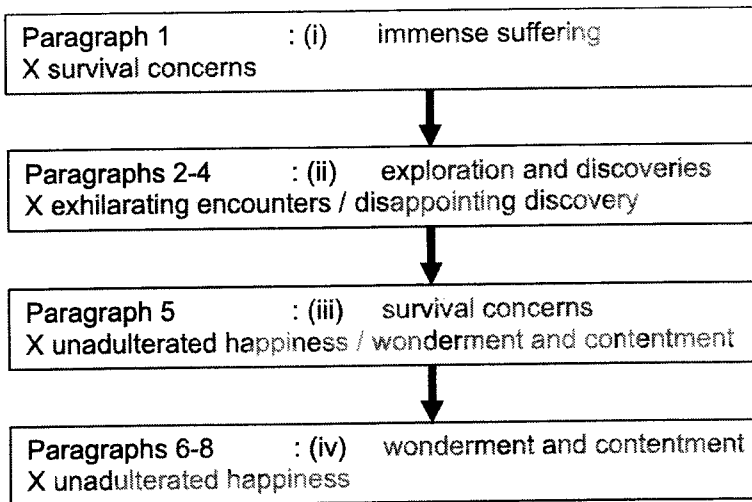 Paragraph 1 : (i) immense suffering
X survival concerns
Paragraphs 2-4 : (ii) exploration and discoveries
X exhilarating encounters / disappointing discovery
Paragraph 5 : (iii) survival concerns
X unadulterated happiness / wonderment and contentment
Paragraphs 6-8 : (iv) wonderment and contentment
X unadulterated happiness